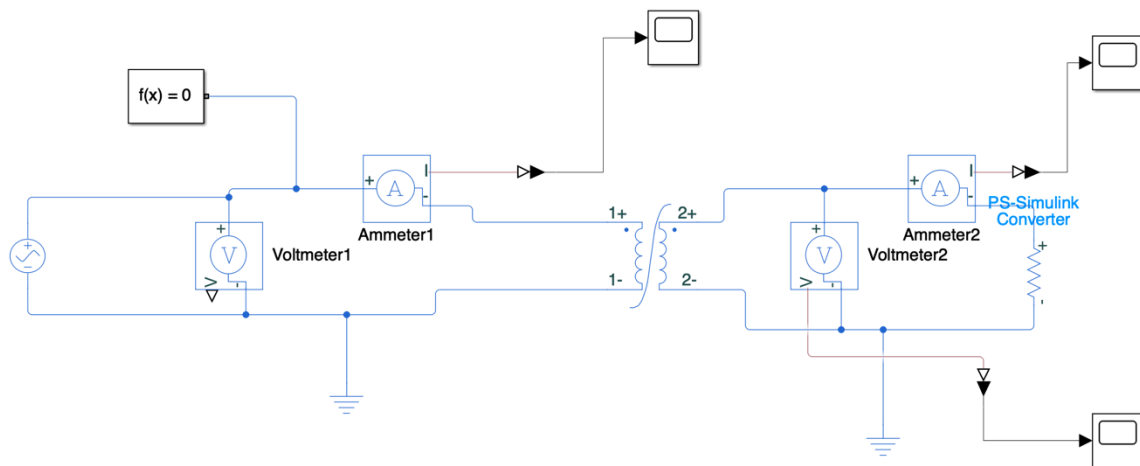 f(x) = 0
+
A
I
-
Ammeter1
+
V
V
-
Voltmeter1
+
-
1+
2+
1-
2-
+
A
I
-
Ammeter2
PS-Simulink
Converter
+
V
V
-
Voltmeter2
+
-